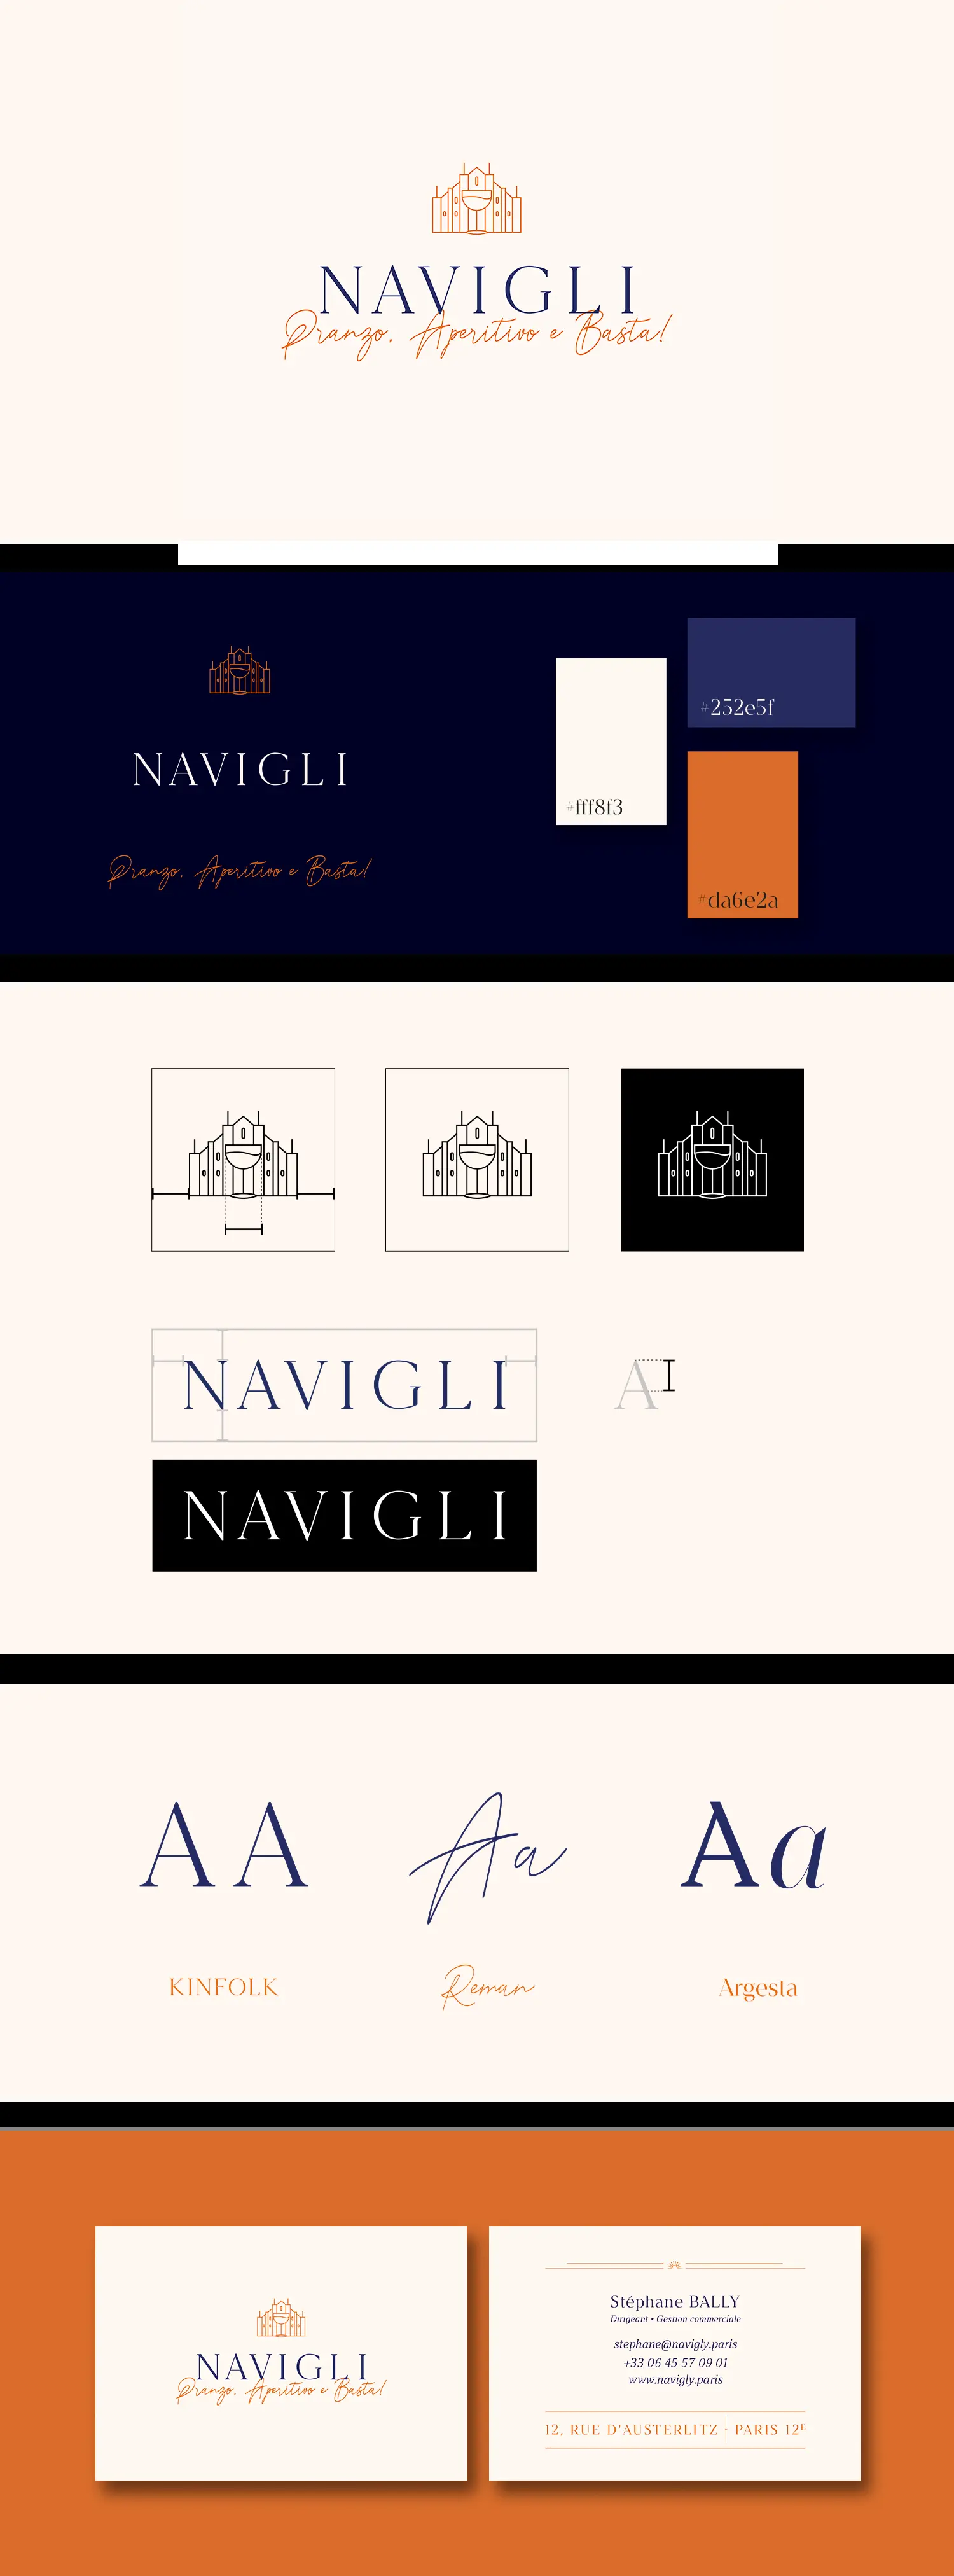 NAVIGLI
Pranzo, Aperitivo e Basta!
NAVIGLI
Pranzo, Aperitivo e Basta!
#252e5f
#fff8f3
#da6e2a
NAVIGLI
A
NAVIGLI
AA
Aa
Aa
KINFOLK
Reman
Argesta
NAVIGLI
Pranzo, Aperitivo e Basta!
Stéphane BALLY
Dirigeant • Gestion commerciale
stephane@navigly.paris
+33 06 45 57 09 01
www.navigly.paris
12, RUE D'AUSTERLITZ PARIS 12E